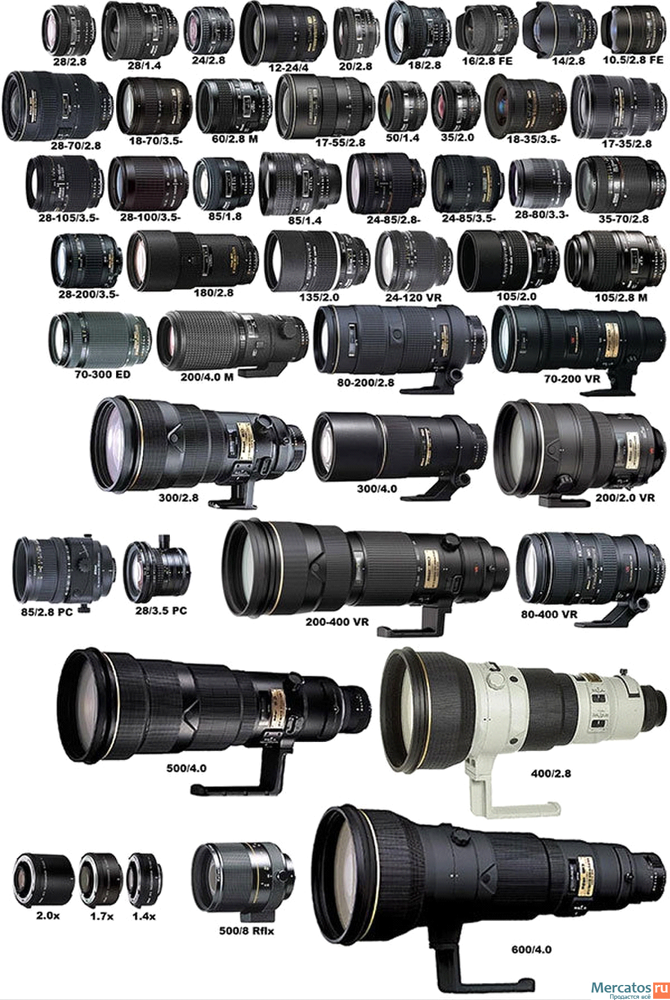 28/2.8
28/1.4
24/2.8
12-24/4
20/2.8
18/2.8
16/2.8 FE
14/2.8
10.5/2.8 FE
28-70/2.8
18-70/3.5-
60/2.8 M
17-55/2.8
50/1.4
35/2.0
18-35/3.5-
17-35/2.8
28-105/3.5-
28-100/3.5-
85/1.8
85/1.4
24-85/2.8-
24-85/3.5-
28-80/3.3-
35-70/2.8
28-200/3.5-
180/2.8
135/2.0
24-120 VR
105/2.0
105/2.8 M
70-300 ED
200/4.0 M
80-200/2.8
70-200 VR
300/2.8
300/4.0
200/2.0 VR
85/2.8 PC
28/3.5 PC
200-400 VR
80-400 VR
500/4.0
400/2.8
2.0x
1.7x
1.4x
500/8 Rflx
600/4.0
Mercatos ru
Продастся всё